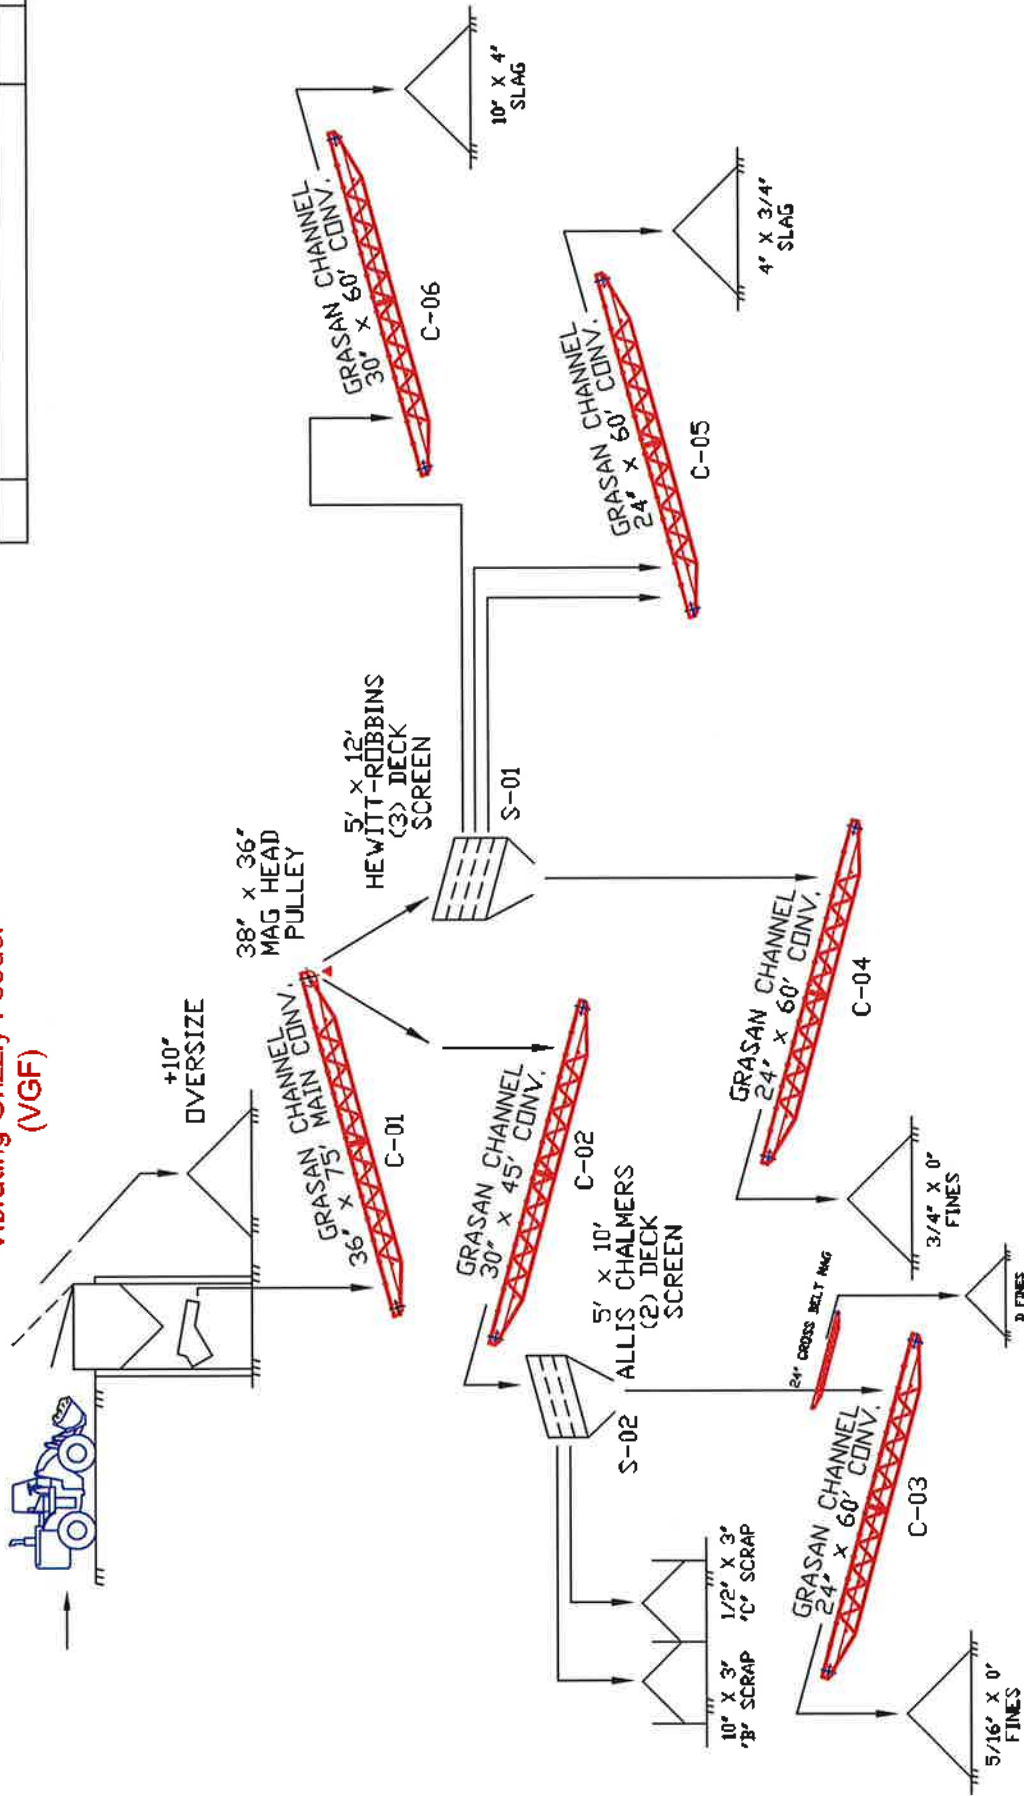 Vibrating Grizzly Feeder
(VGF)
+10"
OVERSIZE
38" X 36"
MAG HEAD
PULLEY
GRASAN CHANNEL
36" x 75' MAIN CONV.
C-01
5' x 12'
HEWITT-ROBBINS
(3) DECK
SCREEN
S-01
GRASAN CHANNEL
30" x 60' CONV.
C-06
10" X 4"
SLAG
GRASAN CHANNEL
24" x 60' CONV.
C-05
4" X 3/4"
SLAG
GRASAN CHANNEL
30" x 45' CONV.
C-02
5' x 10'
ALLIS CHALMERS
(2) DECK
SCREEN
S-02
GRASAN CHANNEL
24" x 60' CONV.
C-04
3/4" X 0"
FINES
24" CROSS BELT MAG
D FINES
10" X 3"
"B" SCRAP
1/2" X 3"
"C" SCRAP
GRASAN CHANNEL
24" x 60' CONV.
C-03
5/16" X 0"
FINES